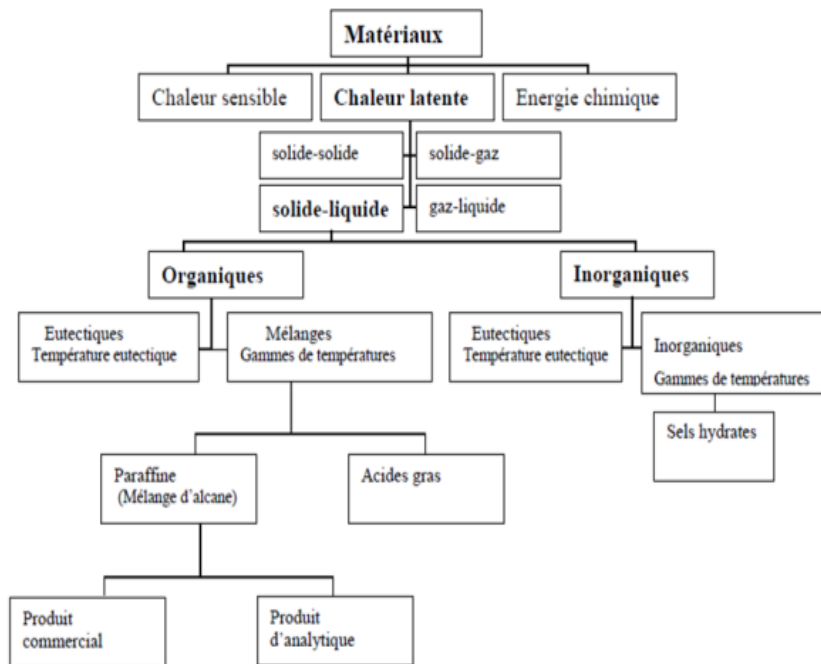 Matériaux
Chaleur sensible
Chaleur latente
Energie chimique
solide-solide
solide-gaz
solide-liquide
gaz-liquide
Organiques
Inorganiques
Eutectiques
Température eutectique
Mélanges
Gammes de températures
Eutectiques
Température eutectique
Inorganiques
Gammes de températures
Sels hydrates
Paraffine
(Mélange d'alcane)
Acides gras
Produit
commercial
Produit
d'analytique